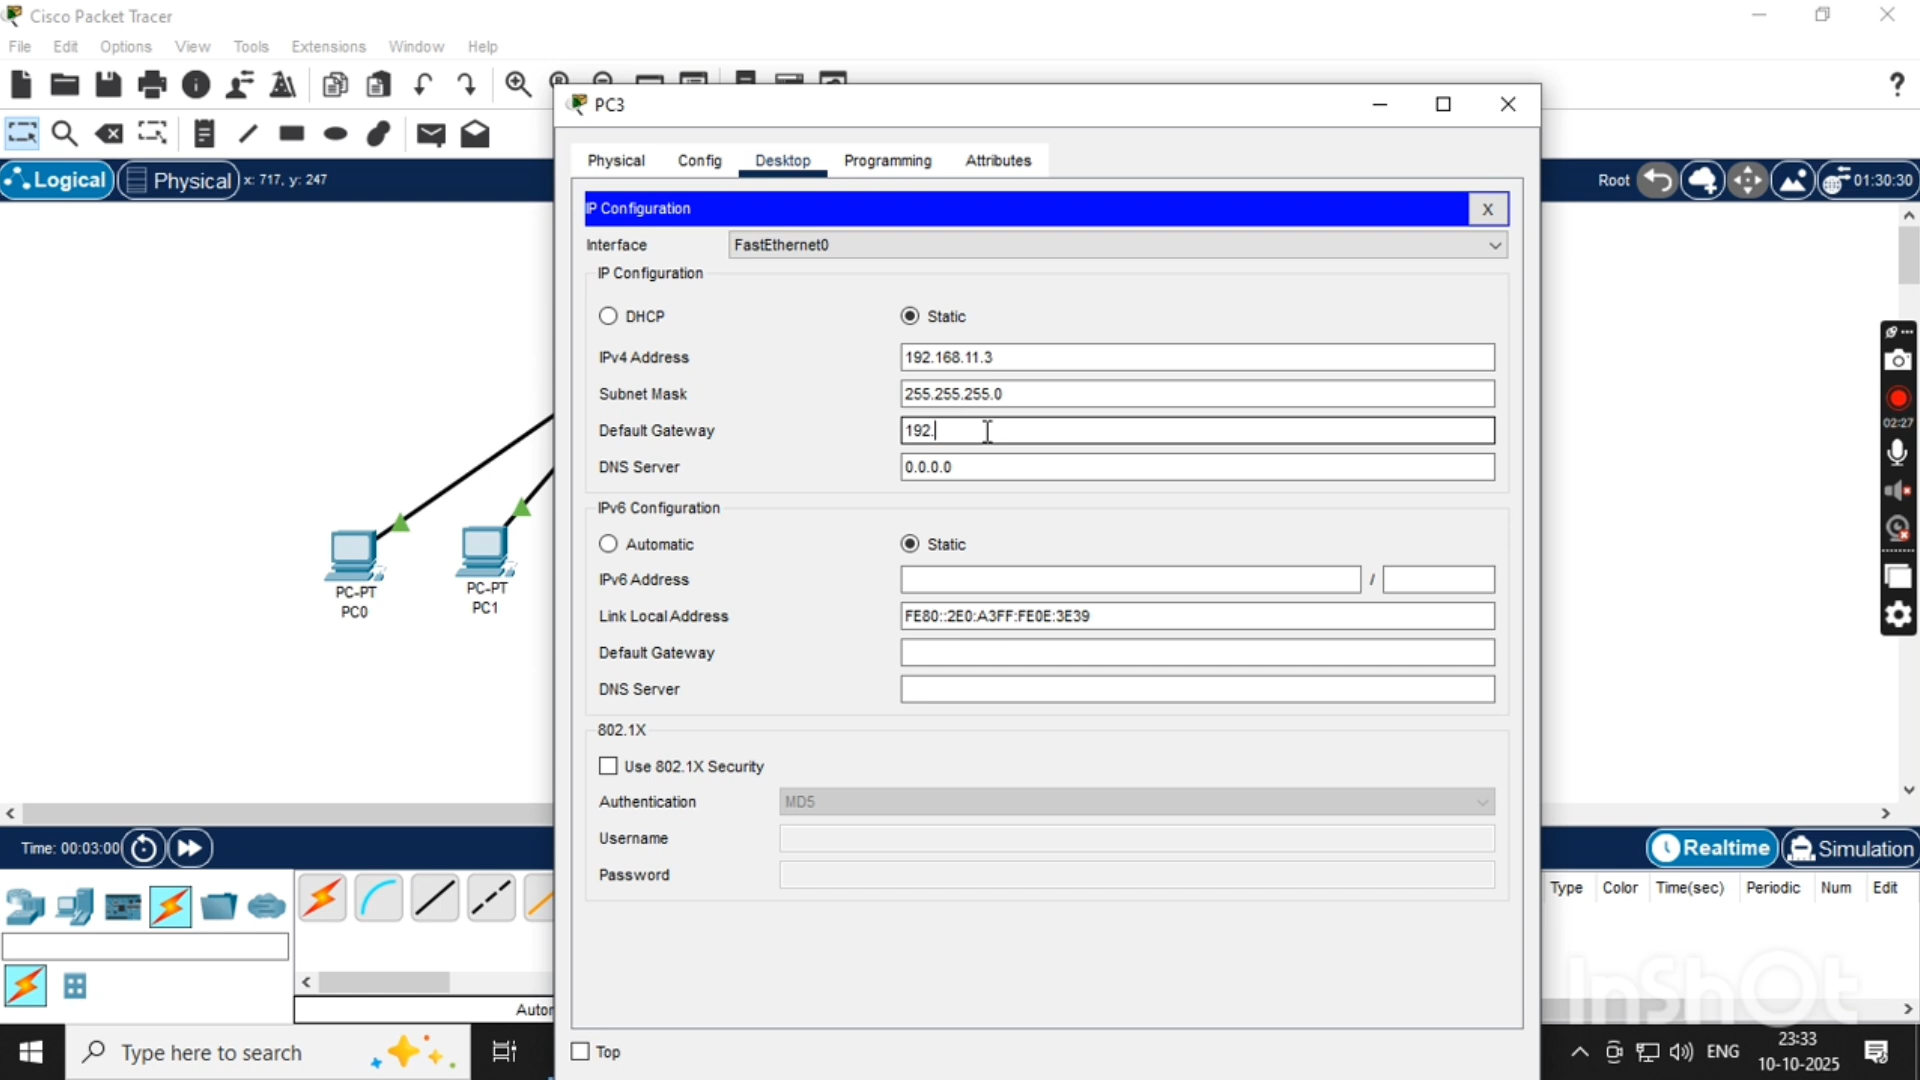 Cisco Packet Tracer
File Edit Options View Tools Extensions Window Help
?
PC3
Logical Physical x: 717, y: 247
Root 01:30:30
Physical Config Desktop Programming Attributes
IP Configuration X
Interface FastEthernet0
IP Configuration
DHCP Static
IPv4 Address 192.168.11.3
Subnet Mask 255.255.255.0
Default Gateway 192.
DNS Server 0.0.0.0
02:27
IPv6 Configuration
Automatic Static
IPv6 Address /
Link Local Address FE80::2E0:A3FF:FE0E:3E39
Default Gateway
DNS Server
PC-PT
PC0
PC-PT
PC1
802.1X
Use 802.1X Security
Authentication MD5
Username
Password
Time: 00:03:00
Realtime Simulation
Type Color Time(sec) Periodic Num Edit
InShOt
Top
Type here to search
ENG
23:33
10-10-2025